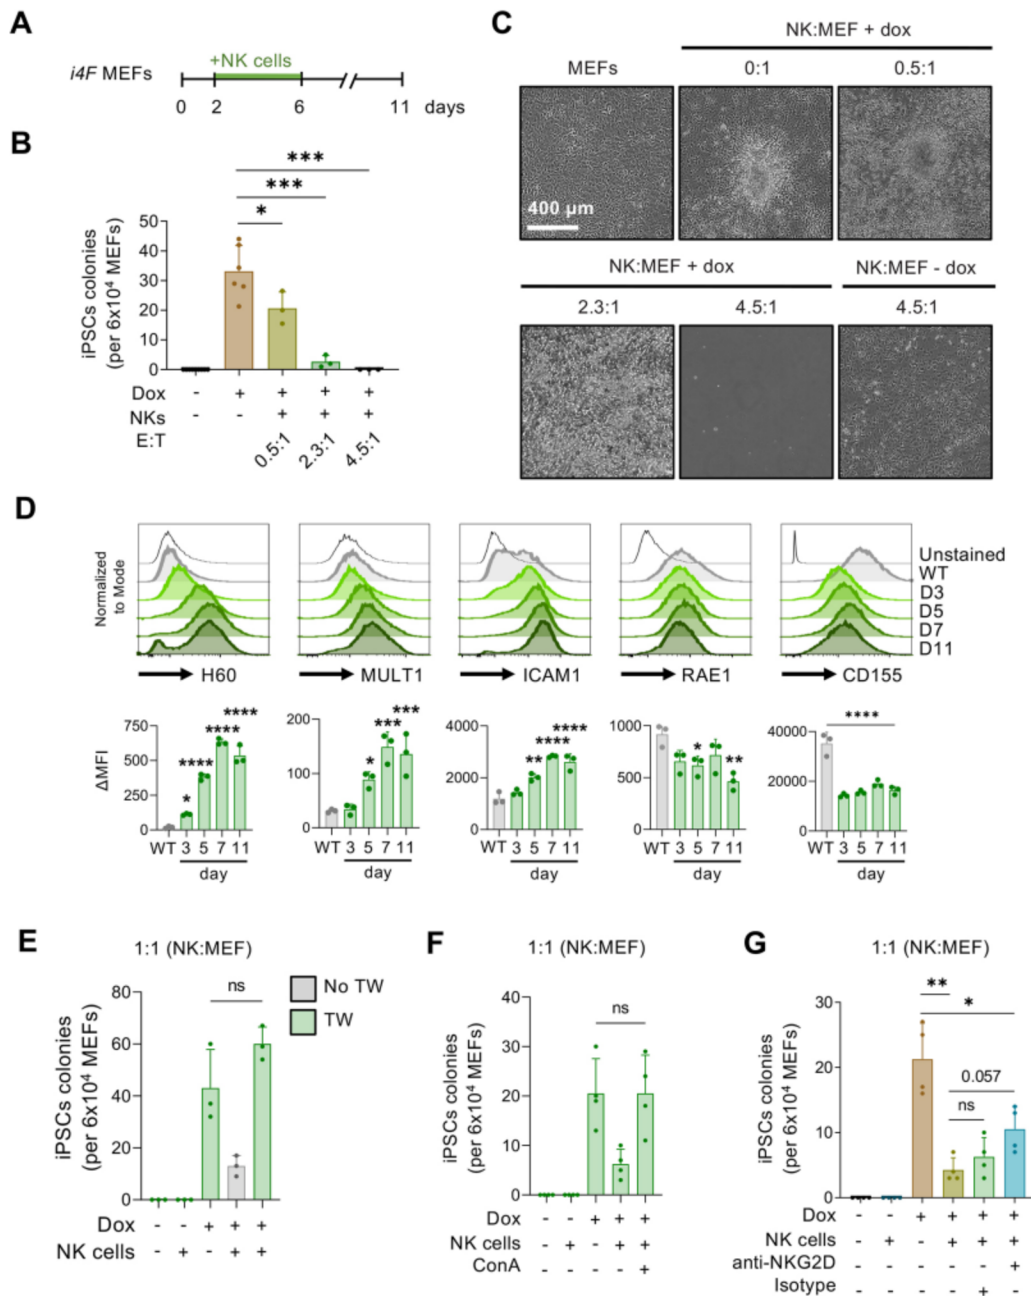 A
i4F MEFs
+NK cells
0 2 6 11 days
B
***
***
*
iPSCs colonies
(per 6x10⁴ MEFs)
50
40
30
20
10
0
Dox - + + + +
NKs - - + + +
E:T 0.5:1 2.3:1 4.5:1
C
NK:MEF + dox
MEFs 0:1 0.5:1
400 µm
NK:MEF + dox NK:MEF - dox
2.3:1 4.5:1 4.5:1
D
Normalized
to Mode
Unstained
WT
D3
D5
D7
D11
H60 MULT1 ICAM1 RAE1 CD155
ΔMFI
750
500
250
0
* **** **** ****
WT 3 5 7 11
day
200
100
0
* *** ***
WT 3 5 7 11
day
4000
2000
0
** **** ****
WT 3 5 7 11
day
1000
500
0
* **
WT 3 5 7 11
day
40000
20000
0
****
WT 3 5 7 11
day
E
1:1 (NK:MEF)
iPSCs colonies
(per 6x10⁴ MEFs)
80
60
40
20
0
ns
No TW
TW
Dox - - + + +
NK cells - + - + +
F
1:1 (NK:MEF)
iPSCs colonies
(per 6x10⁴ MEFs)
40
30
20
10
0
ns
Dox - - + + +
NK cells - + - + +
ConA - - - - +
G
1:1 (NK:MEF)
iPSCs colonies
(per 6x10⁴ MEFs)
30
20
10
0
**
*
0.057
ns
Dox - - + + + +
NK cells - + - + + +
anti-NKG2D - - - - - +
Isotype - - - - + -